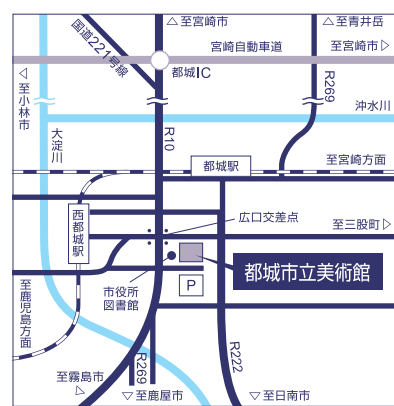 △至宮崎市
△至青井岳
国道221号線
宮崎自動車道
至宮崎市▷
◁至小林市
都城IC
R269
沖水川
大淀川
R10
都城駅
至宮崎方面
広口交差点
西都城駅
至三股町▷
都城市立美術館
市役所
図書館
P
至鹿児島方面
R222
R269
至霧島市
▽
▽至鹿屋市
▽至日南市